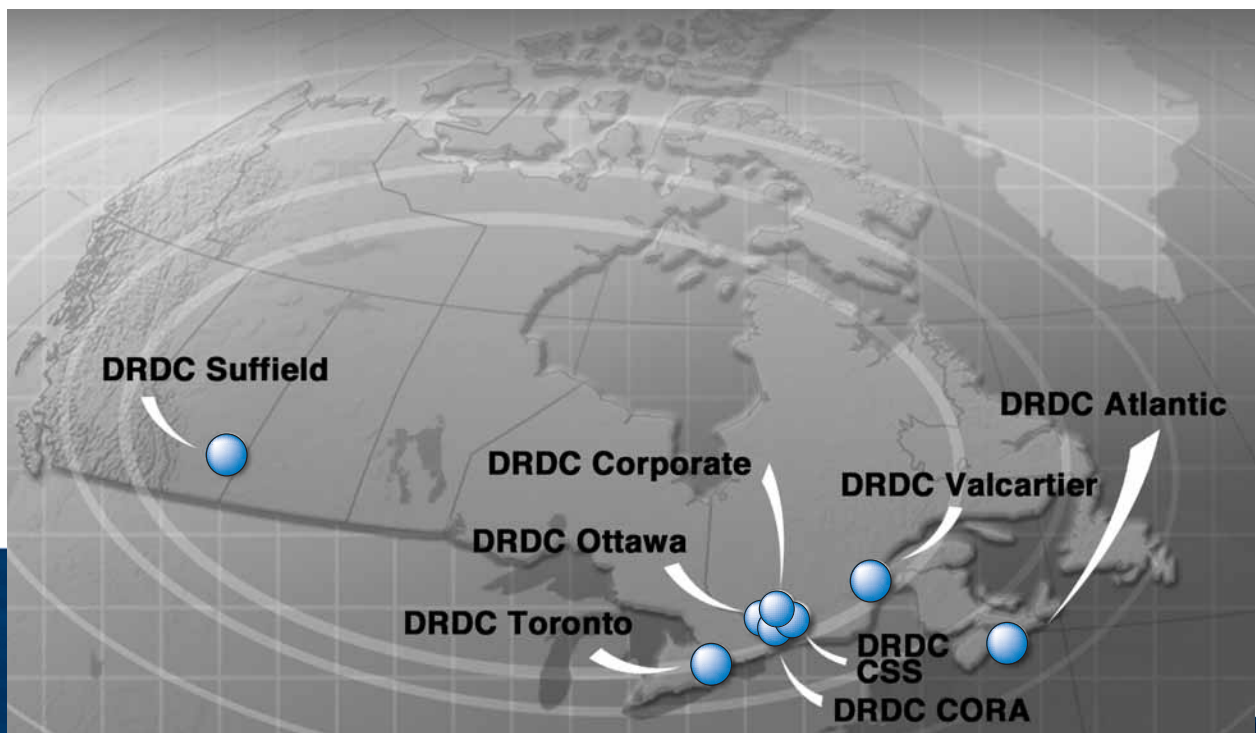 DRDC Suffield
DRDC Atlantic
DRDC Corporate
DRDC Valcartier
DRDC Ottawa
DRDC Toronto
DRDC
CSS
DRDC CORA